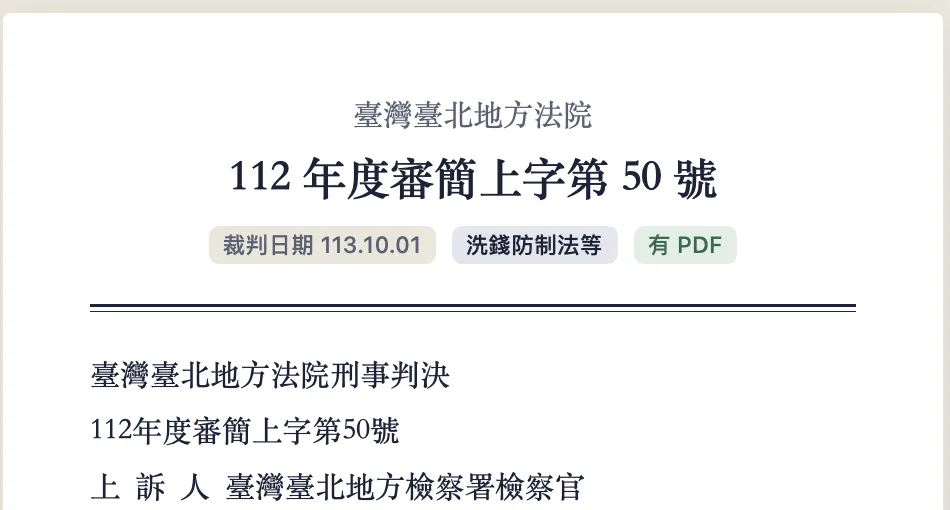 臺灣臺北地方法院
112 年度審簡上字第 50 號
裁判日期 113.10.01 洗錢防制法等 有 PDF
臺灣臺北地方法院刑事判決
112年度審簡上字第50號
上 訴 人 臺灣臺北地方檢察署檢察官